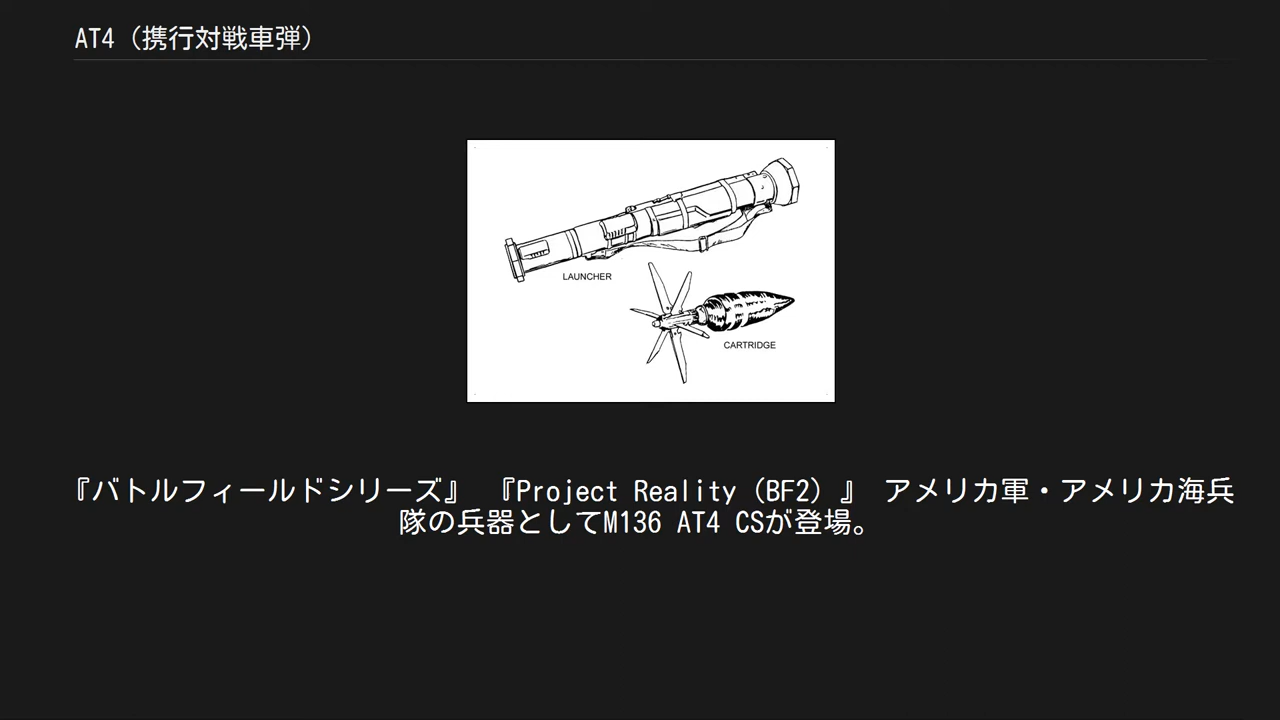 AT4（携行対戦車弾）
LAUNCHER
CARTRIDGE
『バトルフィールドシリーズ』 『Project Reality（BF2）』 アメリカ軍・アメリカ海兵
隊の兵器としてM136 AT4 CSが登場。